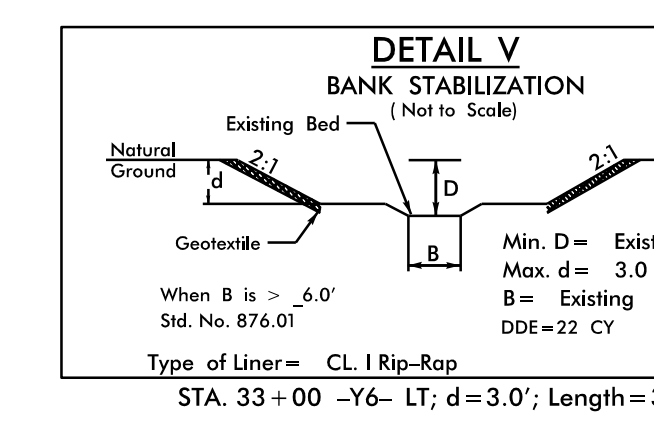 DETAIL V
BANK STABILIZATION
( Not to Scale)
Existing Bed
Natural
Ground
2:1
2:1
d
D
Geotextile
B
Min. D = Exist
Max. d = 3.0
When B is > _6.0'
B = Existing
Std. No. 876.01
DDE = 22 CY
Type of Liner = CL. I Rip-Rap
STA. 33+00 -Y6- LT; d=3.0'; Length=